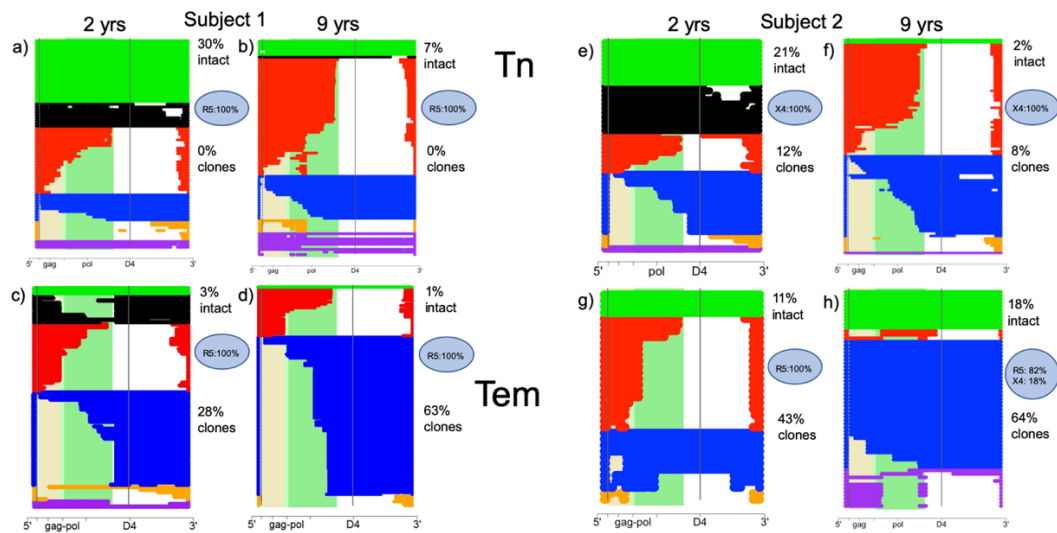 Subject 1
2 yrs
9 yrs
a)
30%
intact
R5:100%
0%
clones
5'
gag
pol
D4
3'
b)
7%
intact
R5:100%
0%
clones
5'
gag
pol
D4
3'
Tn
c)
3%
intact
R5:100%
28%
clones
5'
gag-pol
D4
3'
d)
1%
intact
R5:100%
63%
clones
5'
gag-pol
D4
3'
Tem
Subject 2
2 yrs
9 yrs
e)
21%
intact
X4:100%
12%
clones
5'
pol
D4
3'
f)
2%
intact
X4:100%
8%
clones
5'
gag
pol
D4
3'
g)
11%
intact
R5:100%
43%
clones
5'
gag-pol
D4
3'
h)
18%
intact
R5: 82%
X4: 18%
64%
clones
5'
gag
pol
D4
3'